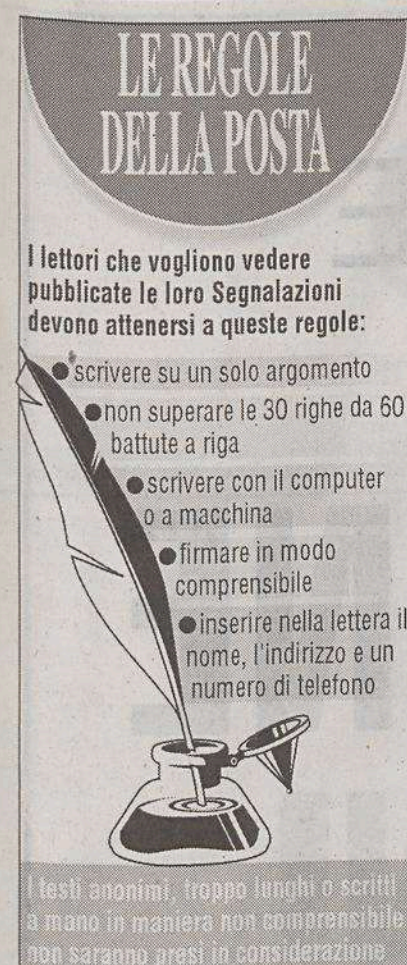 LE REGOLE
DELLA POSTA
I lettori che vogliono vedere
pubblicate le loro Segnalazioni
devono attenersi a queste regole:
●scrivere su un solo argomento
●non superare le 30 righe da 60
battute a riga
●scrivere con il computer
o a macchina
●firmare in modo
comprensibile
●inserire nella lettera il
nome, l'indirizzo e un
numero di telefono
I testi anonimi, troppo lunghi o scritti
a mano in maniera non comprensibile
non saranno presi in considerazione